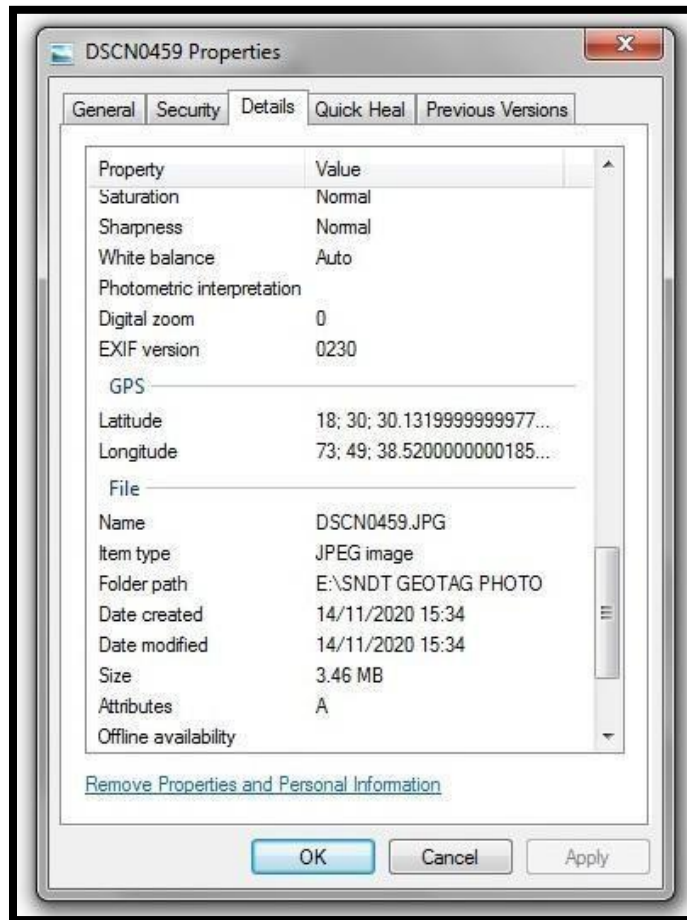 DSCN0459 Properties
General Security Details Quick Heal Previous Versions
Property Value
Saturation Normal
Sharpness Normal
White balance Auto
Photometric interpretation
Digital zoom 0
EXIF version 0230
GPS
Latitude 18; 30; 30.1319999999977...
Longitude 73; 49; 38.5200000000185...
File
Name DSCN0459.JPG
Item type JPEG image
Folder path E:\SNDT GEOTAG PHOTO
Date created 14/11/2020 15:34
Date modified 14/11/2020 15:34
Size 3.46 MB
Attributes A
Offline availability
Remove Properties and Personal Information
OK Cancel Apply